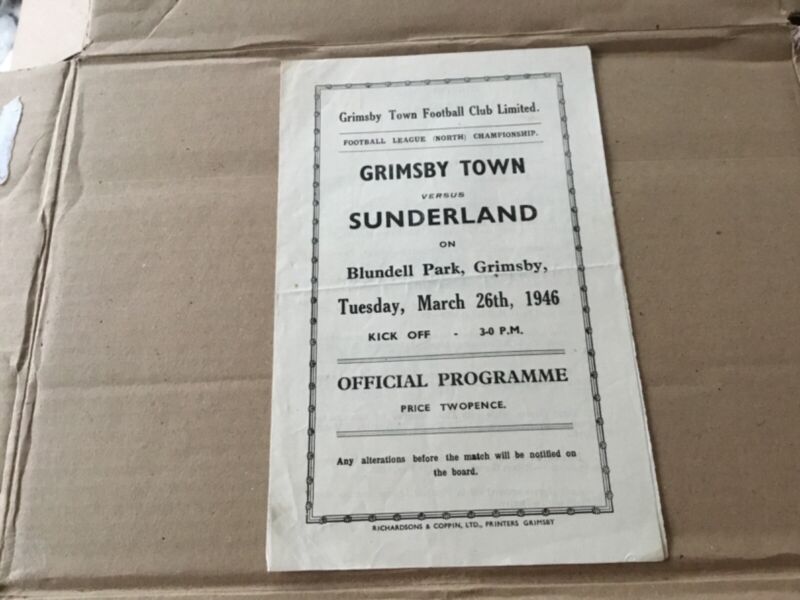 Grimsby Town Football Club Limited.
FOOTBALL LEAGUE (NORTH) CHAMPIONSHIP.
GRIMSBY TOWN
VERSUS
SUNDERLAND
ON
Blundell Park, Grimsby,
Tuesday, March 26th, 1946
KICK OFF - 3-0 P.M.
OFFICIAL PROGRAMME
PRICE TWOPENCE.
Any alterations before the match will be notified on
the board.
RICHARDSONS & COPPIN, LTD., PRINTERS GRIMSBY